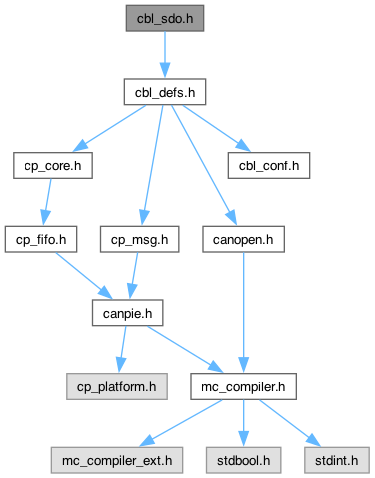 cbl_sdo.h
cbl_defs.h
cp_core.h
cbl_conf.h
cp_fifo.h
cp_msg.h
canopen.h
canpie.h
cp_platform.h
mc_compiler.h
mc_compiler_ext.h
stdbool.h
stdint.h